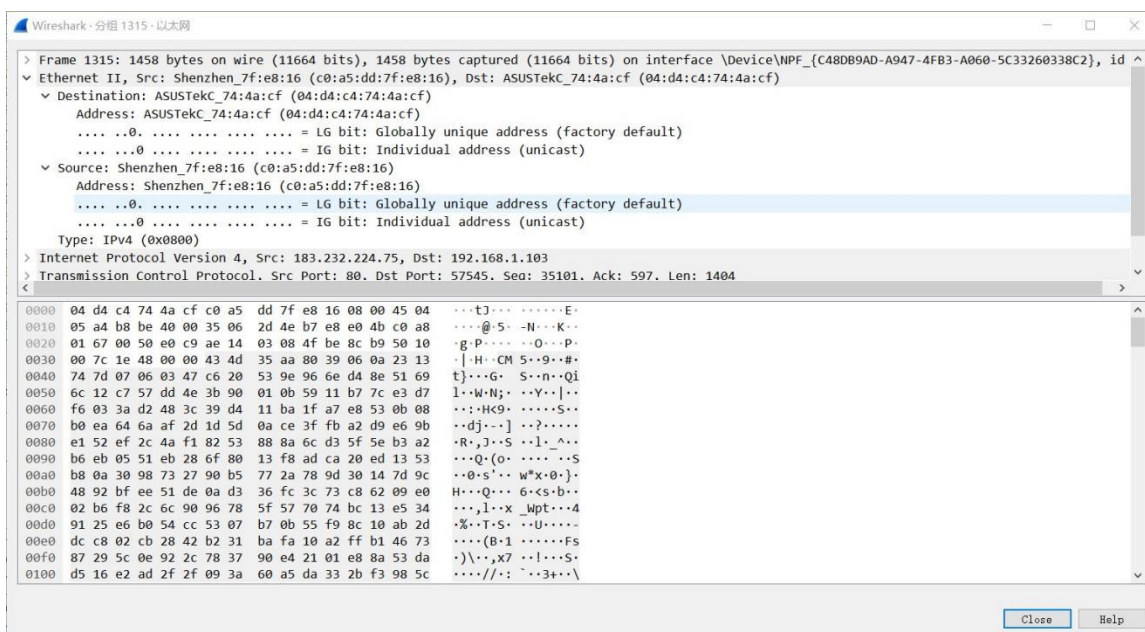 Wireshark · 分组 1315 · 以太网
> Frame 1315: 1458 bytes on wire (11664 bits), 1458 bytes captured (11664 bits) on interface \Device\NPF_{C48DB9AD-A947-4FB3-A060-5C33260338C2}, id
Ethernet II, Src: Shenzhen_7f:e8:16 (c0:a5:dd:7f:e8:16), Dst: ASUSTekC_74:4a:cf (04:d4:c4:74:4a:cf)
Destination: ASUSTekC_74:4a:cf (04:d4:c4:74:4a:cf)
Address: ASUSTekC_74:4a:cf (04:d4:c4:74:4a:cf)
.... ..0. .... .... .... .... = LG bit: Globally unique address (factory default)
.... ...0 .... .... .... .... = IG bit: Individual address (unicast)
Source: Shenzhen_7f:e8:16 (c0:a5:dd:7f:e8:16)
Address: Shenzhen_7f:e8:16 (c0:a5:dd:7f:e8:16)
.... ..0. .... .... .... .... = LG bit: Globally unique address (factory default)
.... ...0 .... .... .... .... = IG bit: Individual address (unicast)
Type: IPv4 (0x0800)
> Internet Protocol Version 4, Src: 183.232.224.75, Dst: 192.168.1.103
> Transmission Control Protocol, Src Port: 80, Dst Port: 57545, Seq: 35101, Ack: 597, Len: 1404
0000 04 d4 c4 74 4a cf c0 a5 dd 7f e8 16 08 00 45 04 ···tJ··· ······E·
0010 05 a4 b8 be 40 00 35 06 2d 4e b7 e8 e0 4b c0 a8 ····@·5· -N···K··
0020 01 67 00 50 e0 c9 ae 14 03 08 4f be 8c b9 50 10 ·g·P···· ··O···P·
0030 00 7c 1e 48 00 00 43 4d 35 aa 80 39 06 0a 23 13 ·|·H··CM 5··9··#·
0040 74 7d 07 06 03 47 c6 20 53 9e 96 6e d4 8e 51 69 t}···G·  S··n··Qi
0050 6c 12 c7 57 dd 4e 3b 90 01 0b 59 11 b7 7c e3 d7 l··W·N;· ··Y··|··
0060 f6 03 3a d2 48 3c 39 d4 11 ba 1f a7 e8 53 0b 08 ··:·H<9· ·····S··
0070 b0 ea 64 6a af 2d 1d 5d 0a ce 3f fb a2 d9 e6 9b ··dj·-·] ··?·····
0080 e1 52 ef 2c 4a f1 82 53 88 8a 6c d3 5f 5e b3 a2 ·R·,J··S ··l·_^··
0090 b6 eb 05 51 eb 28 6f 80 13 f8 ad ca 20 ed 13 53 ···Q·(o· ···· ··S
00a0 b8 0a 30 98 73 27 90 b5 77 2a 78 9d 30 14 7d 9c ··0·s'·· w*x·0·}·
00b0 48 92 bf ee 51 de 0a d3 36 fc 3c 73 c8 62 09 e0 H···Q··· 6·<s·b··
00c0 02 b6 f8 2c 6c 90 96 78 5f 57 70 74 bc 13 e5 34 ···,l··x _Wpt···4
00d0 91 25 e6 b0 54 cc 53 07 b7 0b 55 f9 8c 10 ab 2d ·%··T·S· ··U····-
00e0 dc c8 02 cb 28 42 b2 31 ba fa 10 a2 ff b1 46 73 ····(B·1 ······Fs
00f0 87 29 5c 0e 92 2c 78 37 90 e4 21 01 e8 8a 53 da ·)\··,x7 ··!···S·
0100 d5 16 e2 ad 2f 2f 09 3a 60 a5 da 33 2b f3 98 5c ····//·: `··3+··\
Close Help